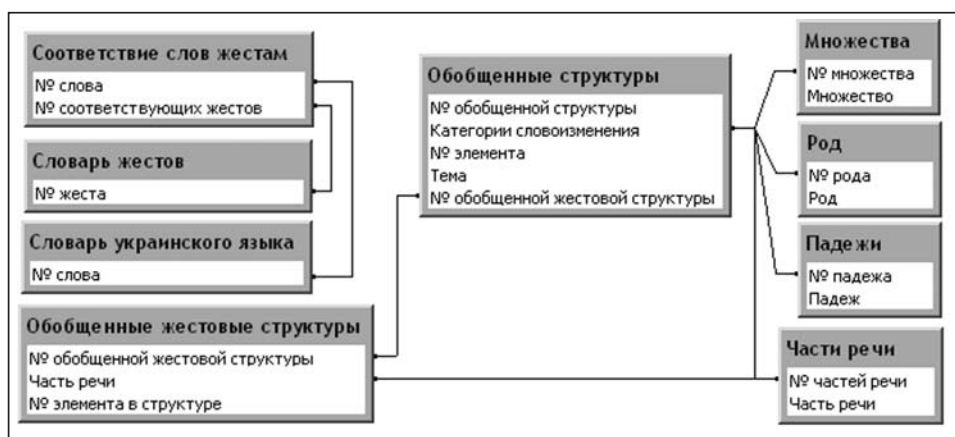 Соответствие слов жестам
№ слова
№ соответствующих жестов
Словарь жестов
№ жеста
Словарь украинского языка
№ слова
Обобщенные жестовые структуры
№ обобщенной жестовой структуры
Часть речи
№ элемента в структуре
Обобщенные структуры
№ обобщенной структуры
Категории словоизменения
№ элемента
Тема
№ обобщенной жестовой структуры
Множества
№ множества
Множество
Род
№ рода
Род
Падежи
№ падежа
Падеж
Части речи
№ частей речи
Часть речи